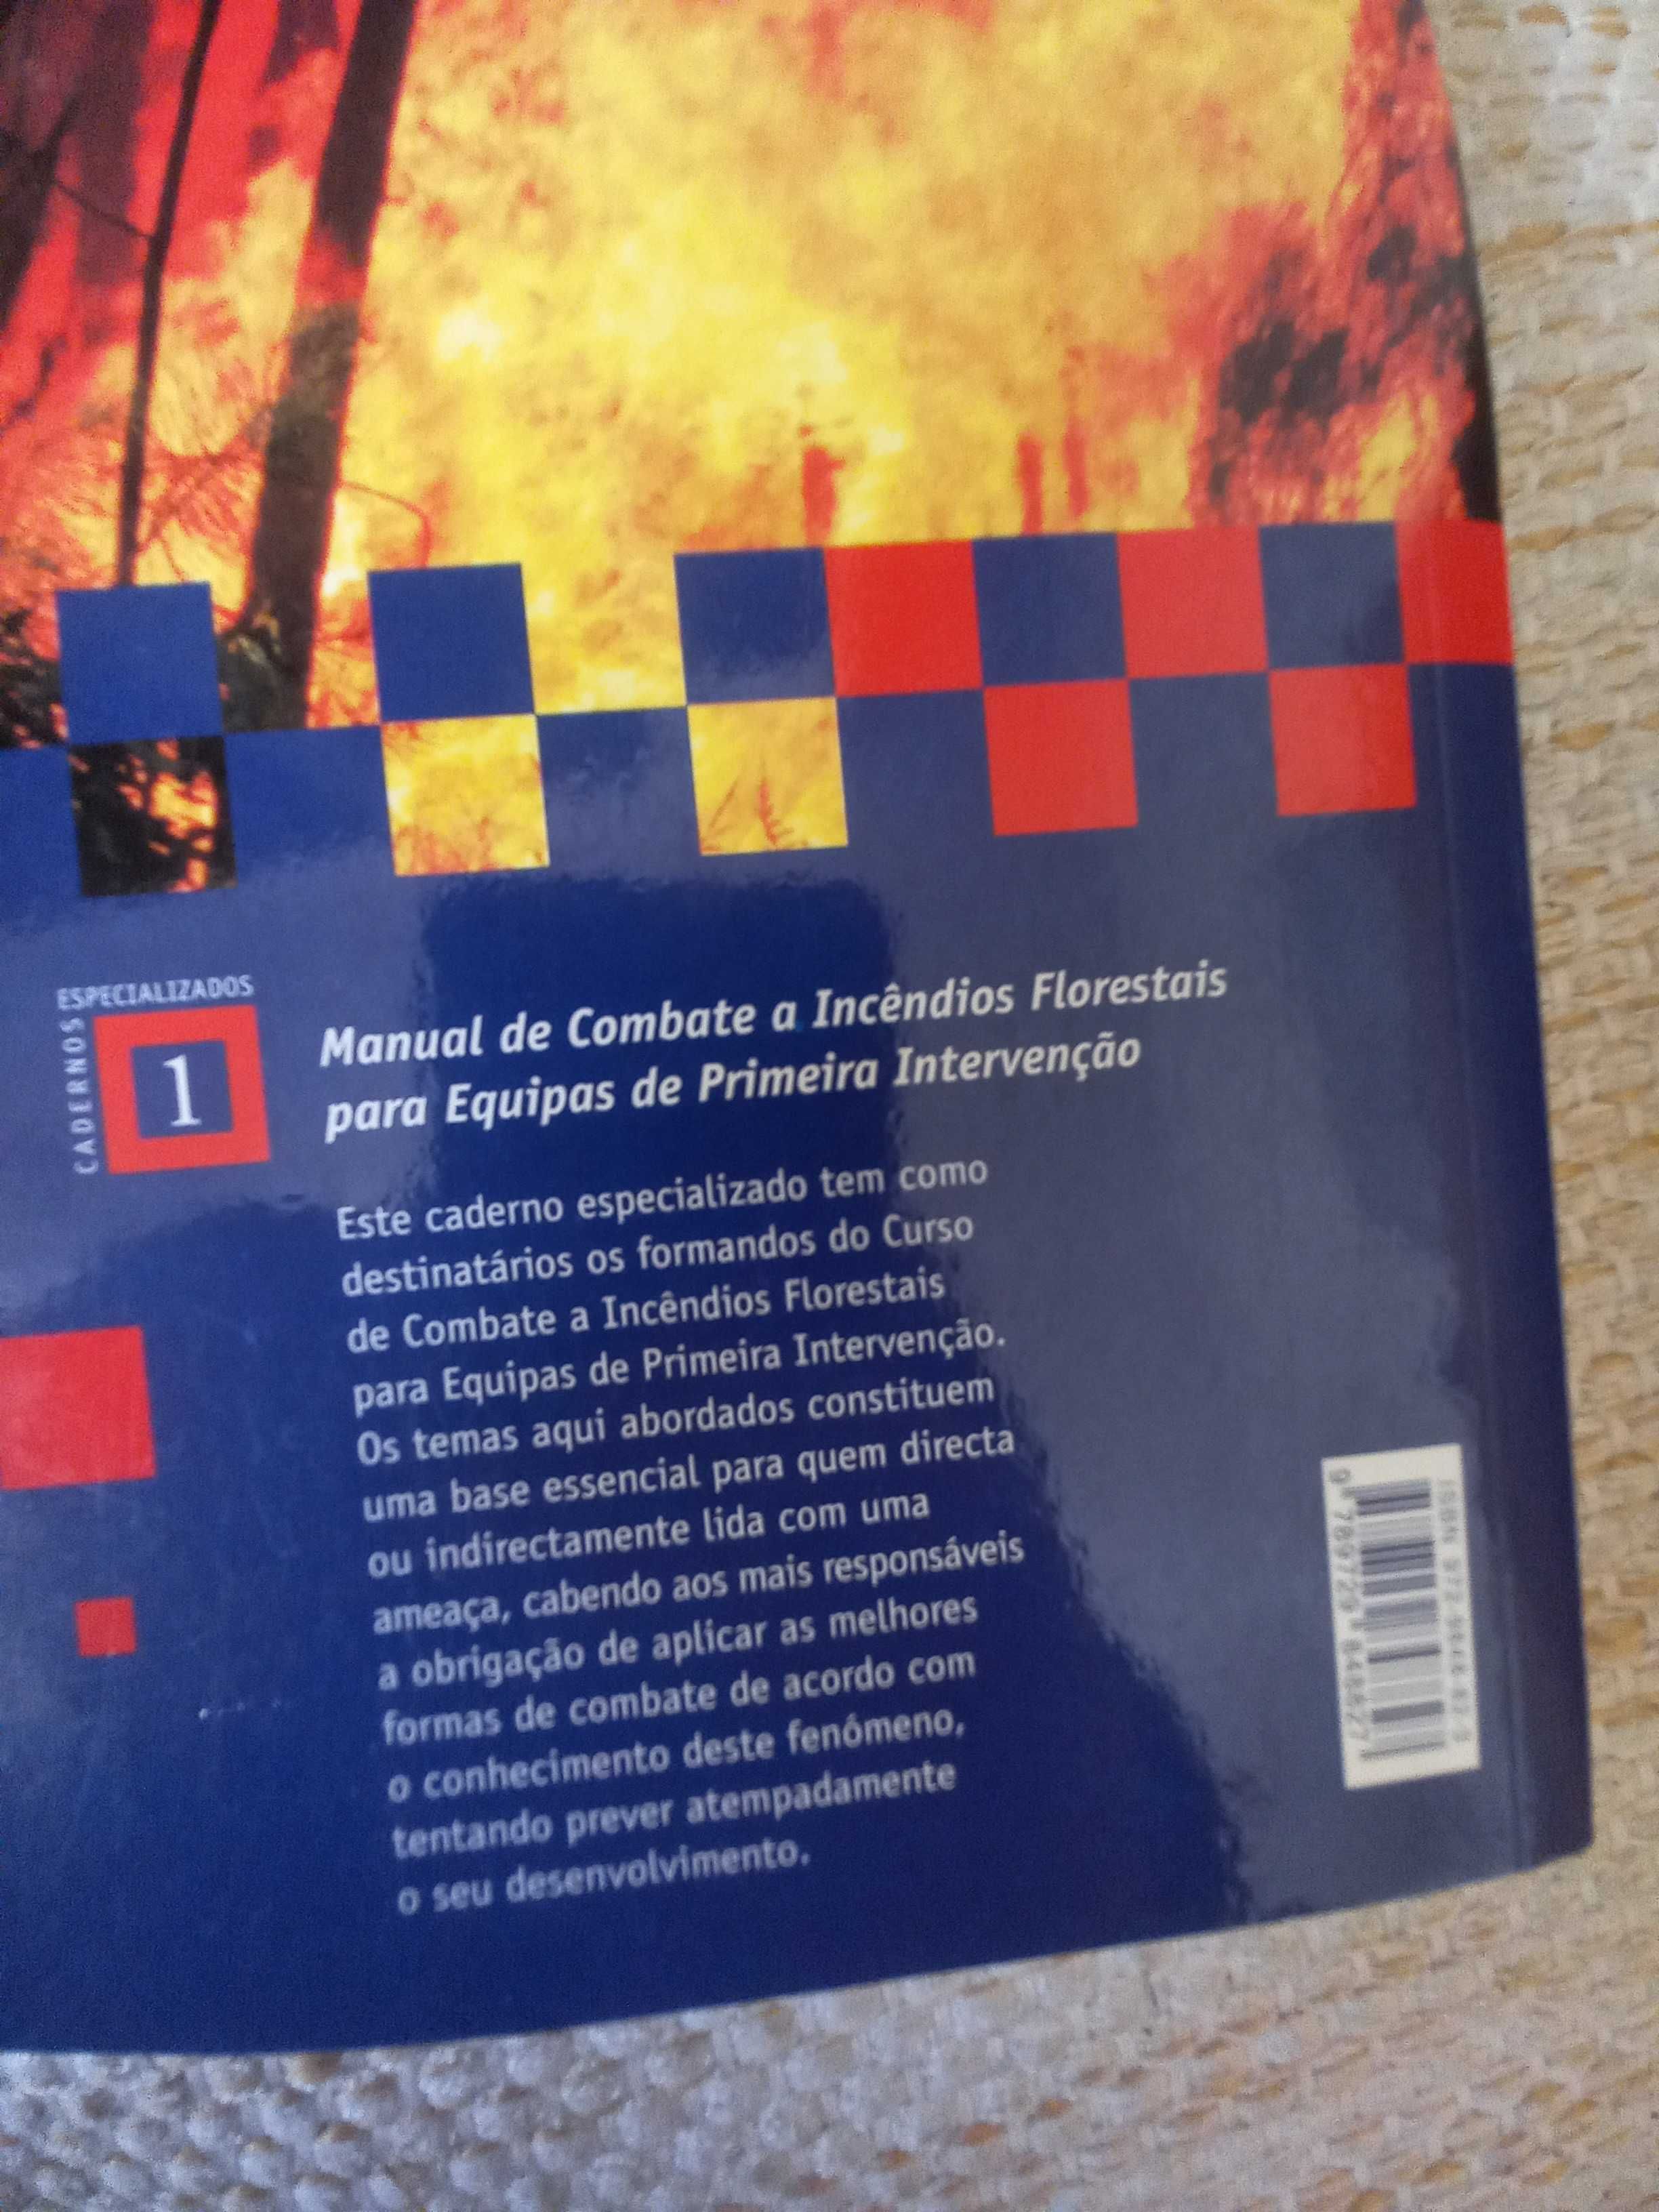 ESPECIALIZADOS
CADERNOS
1
Manual de Combate a Incêndios Florestais
para Equipas de Primeira Intervenção
Este caderno especializado tem como
destinatários os formandos do Curso
de Combate a Incêndios Florestais
para Equipas de Primeira Intervenção.
Os temas aqui abordados constituem
uma base essencial para quem directa
ou indirectamente lida com uma
ameaça, cabendo aos mais responsáveis
a obrigação de aplicar as melhores
formas de combate de acordo com
o conhecimento deste fenómeno,
tentando prever atempadamente
o seu desenvolvimento.
ISBN